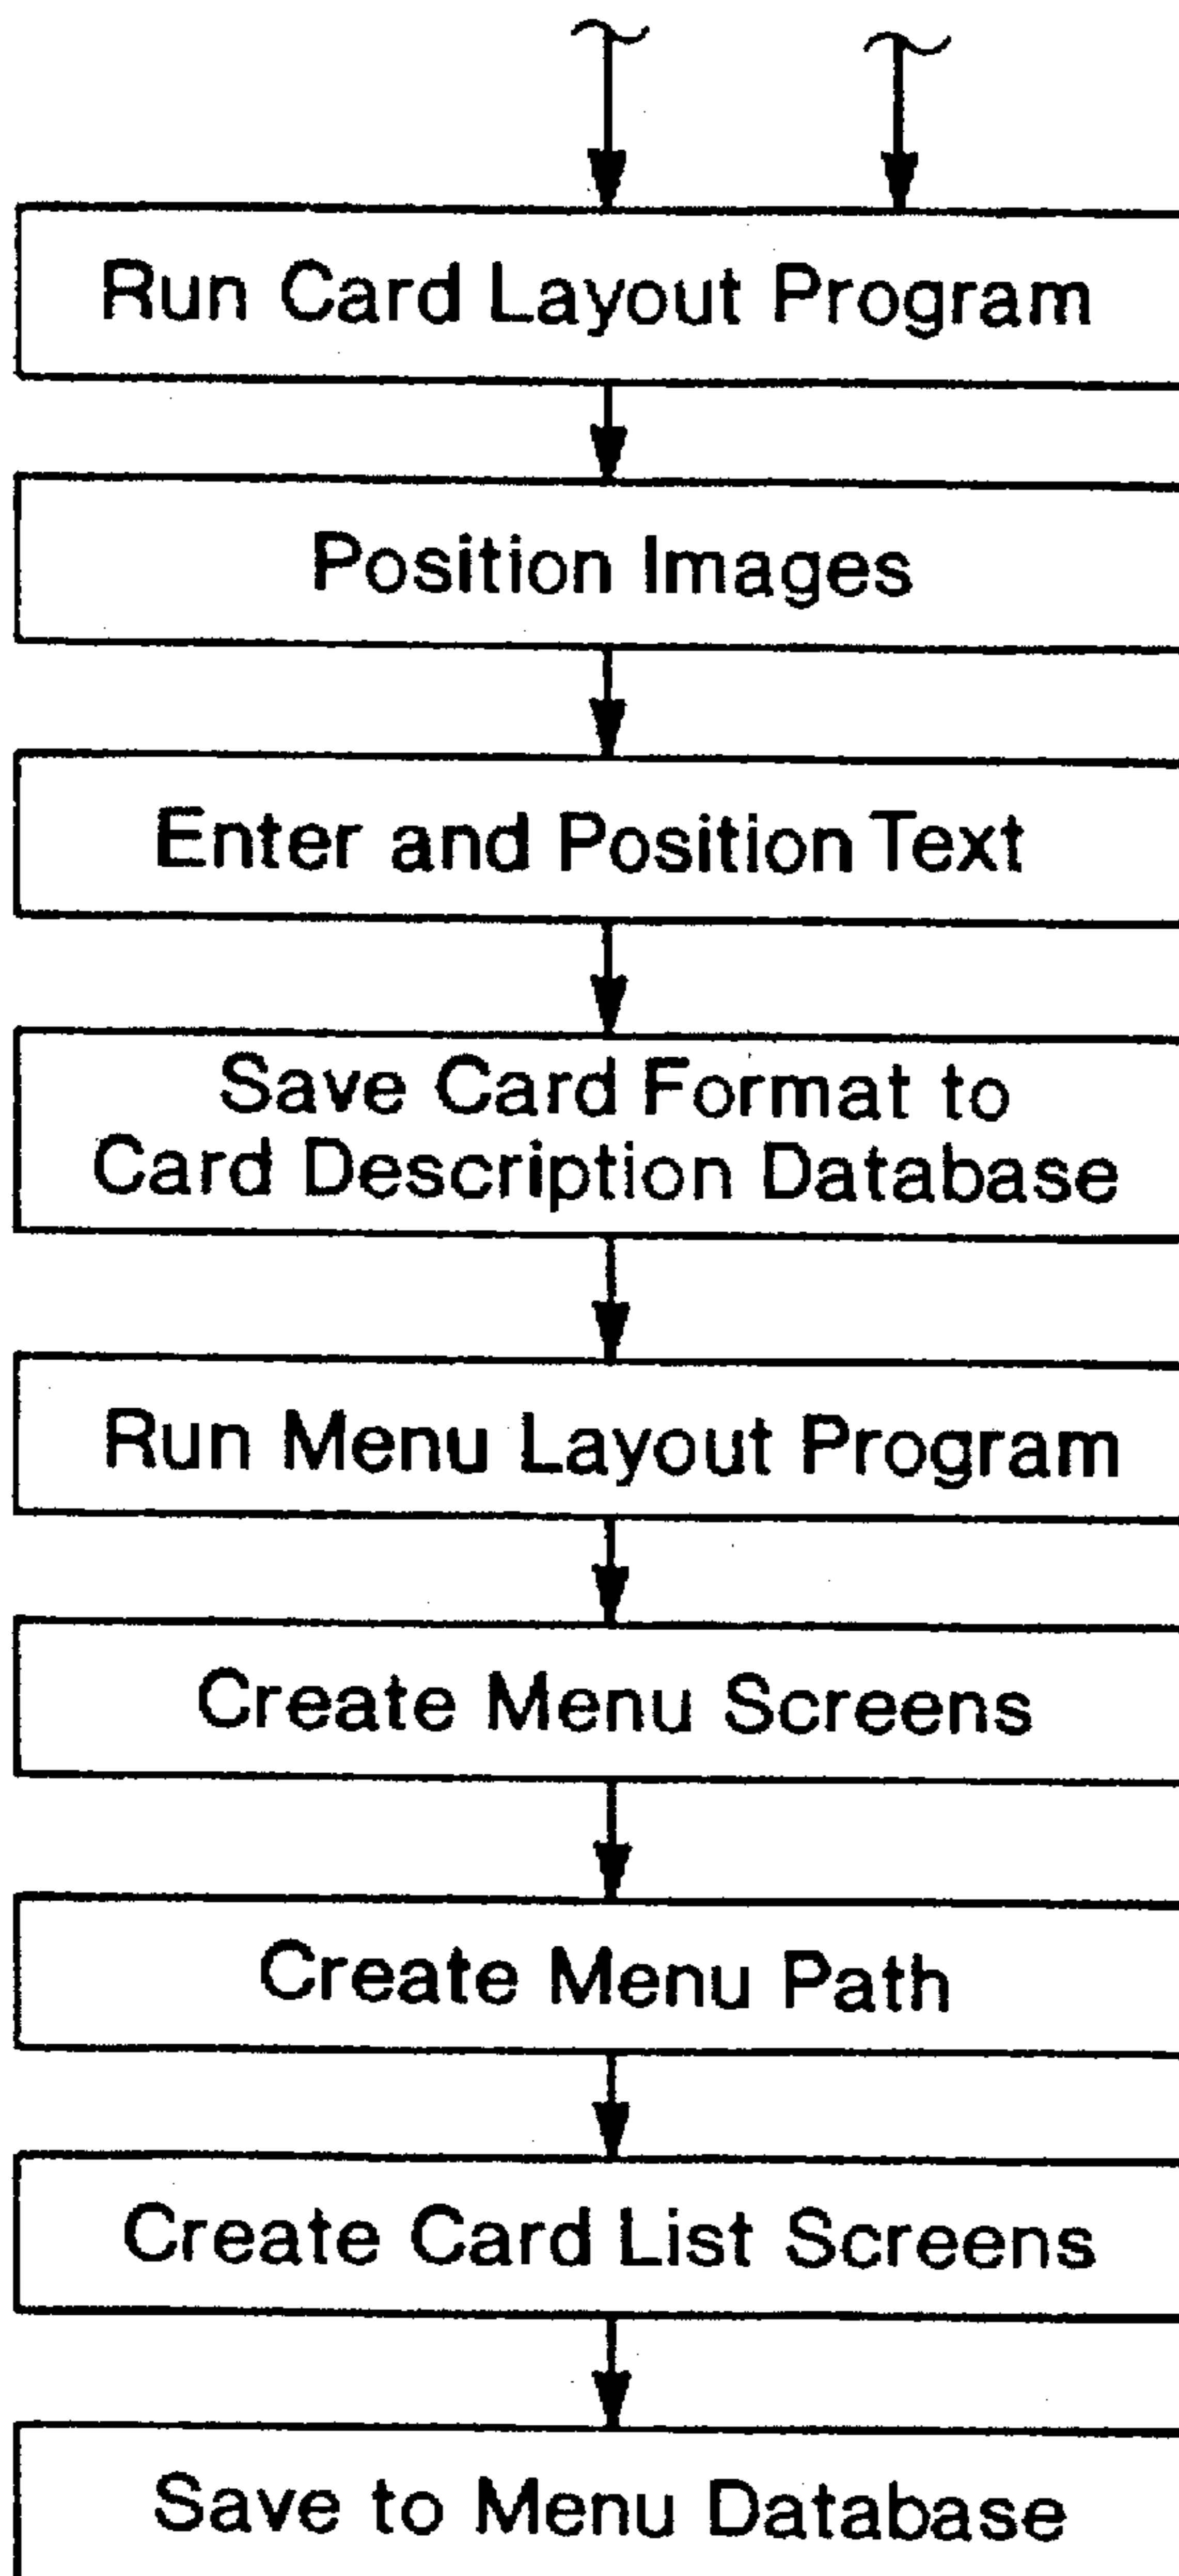 Run Card Layout Program
Position Images
Enter and Position Text
Save Card Format to
Card Description Database
Run Menu Layout Program
Create Menu Screens
Create Menu Path
Create Card List Screens
Save to Menu Database